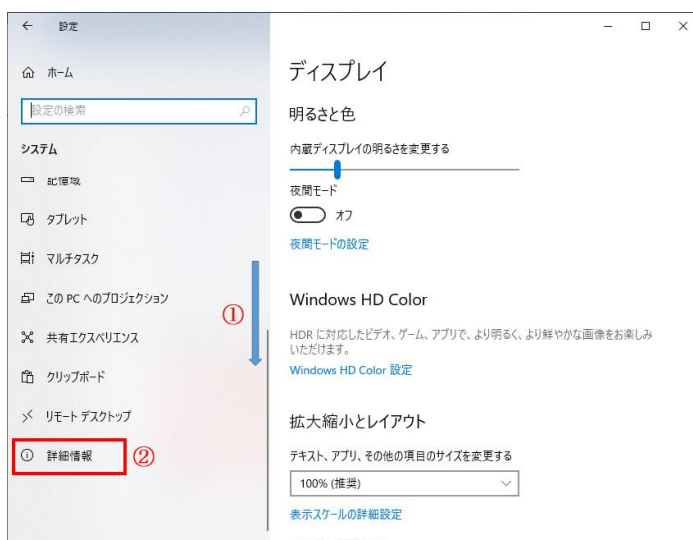 設定
ホーム
設定の検索
システム
記憶域
タブレット
マルチタスク
この PC へのプロジェクション
共有エクスペリエンス
クリップボード
リモート デスクトップ
詳細情報
①
②
ディスプレイ
明るさと色
内蔵ディスプレイの明るさを変更する
夜間モード
オフ
夜間モードの設定
Windows HD Color
HDR に対応したビデオ、ゲーム、アプリで、より明るく、より鮮やかな画像をお楽しみ
いただけます。
Windows HD Color 設定
拡大縮小とレイアウト
テキスト、アプリ、その他の項目のサイズを変更する
100% (推奨)
表示スケールの詳細設定